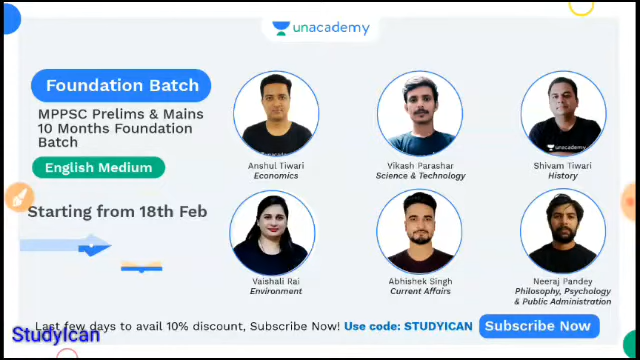 unacademy
Foundation Batch
MPPSC Prelims & Mains
10 Months Foundation
Batch
English Medium
Starting from 18th Feb
unacademy
Anshul Tiwari
Economics
Vikash Parashar
Science & Technology
Shivam Tiwari
History
Vaishali Rai
Environment
Abhishek Singh
Current Affairs
Neeraj Pandey
Philosophy, Psychology
& Public Administration
Last few days to avail 10% discount, Subscribe Now! Use code: STUDYICAN
Subscribe Now
StudyIcan